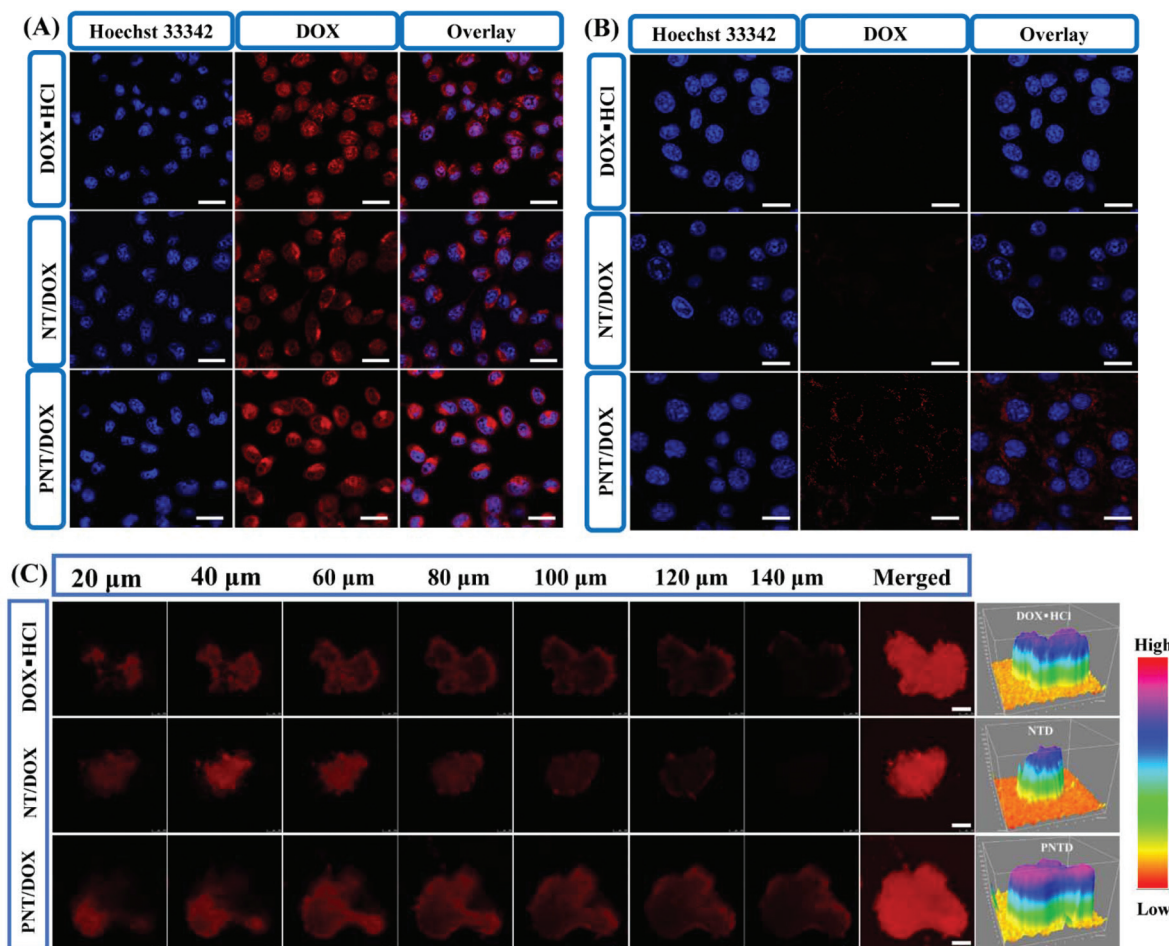 (A)
Hoechst 33342 DOX Overlay
DOX▪HCl
NT/DOX
PNT/DOX
(B)
Hoechst 33342 DOX Overlay
DOX▪HCl
NT/DOX
PNT/DOX
(C)
20 µm 40 µm 60 µm 80 µm 100 µm 120 µm 140 µm Merged
DOX▪HCl
NT/DOX
PNT/DOX
DOX▪HCl
NTD
PNTD
High
Low